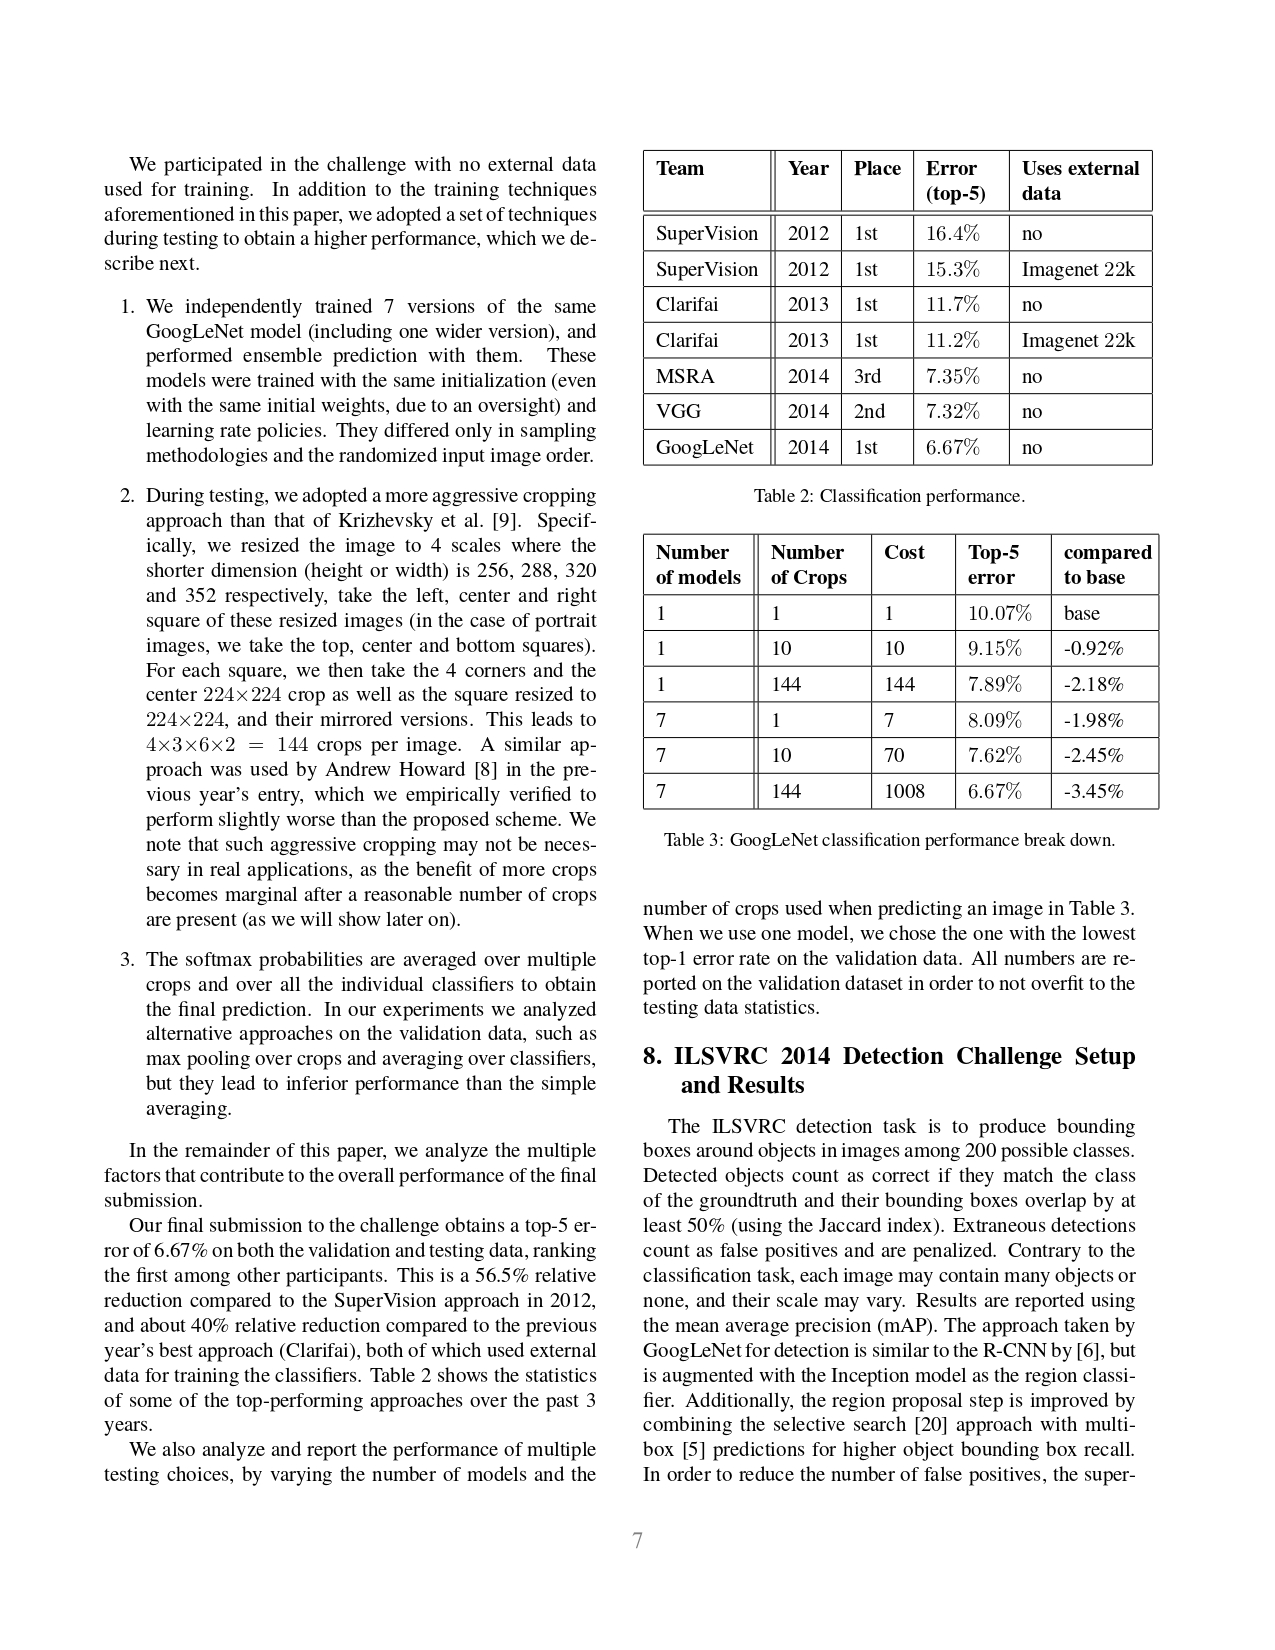 We participated in the challenge with no external data
used for training. In addition to the training techniques
aforementioned in this paper, we adopted a set of techniques
during testing to obtain a higher performance, which we de-
scribe next.
1. We independently trained 7 versions of the same
GoogLeNet model (including one wider version), and
performed ensemble prediction with them. These
models were trained with the same initialization (even
with the same initial weights, due to an oversight) and
learning rate policies. They differed only in sampling
methodologies and the randomized input image order.
2. During testing, we adopted a more aggressive cropping
approach than that of Krizhevsky et al. [9]. Specif-
ically, we resized the image to 4 scales where the
shorter dimension (height or width) is 256, 288, 320
and 352 respectively, take the left, center and right
square of these resized images (in the case of portrait
images, we take the top, center and bottom squares).
For each square, we then take the 4 corners and the
center 224×224 crop as well as the square resized to
224×224, and their mirrored versions. This leads to
4×3×6×2 = 144 crops per image. A similar ap-
proach was used by Andrew Howard [8] in the pre-
vious year's entry, which we empirically verified to
perform slightly worse than the proposed scheme. We
note that such aggressive cropping may not be neces-
sary in real applications, as the benefit of more crops
becomes marginal after a reasonable number of crops
are present (as we will show later on).
3. The softmax probabilities are averaged over multiple
crops and over all the individual classifiers to obtain
the final prediction. In our experiments we analyzed
alternative approaches on the validation data, such as
max pooling over crops and averaging over classifiers,
but they lead to inferior performance than the simple
averaging.
In the remainder of this paper, we analyze the multiple
factors that contribute to the overall performance of the final
submission.
Our final submission to the challenge obtains a top-5 er-
ror of 6.67% on both the validation and testing data, ranking
the first among other participants. This is a 56.5% relative
reduction compared to the SuperVision approach in 2012,
and about 40% relative reduction compared to the previous
year's best approach (Clarifai), both of which used external
data for training the classifiers. Table 2 shows the statistics
of some of the top-performing approaches over the past 3
years.
We also analyze and report the performance of multiple
testing choices, by varying the number of models and the
Team Year Place Error (top-5) Uses external data
SuperVision 2012 1st 16.4% no
SuperVision 2012 1st 15.3% Imagenet 22k
Clarifai 2013 1st 11.7% no
Clarifai 2013 1st 11.2% Imagenet 22k
MSRA 2014 3rd 7.35% no
VGG 2014 2nd 7.32% no
GoogLeNet 2014 1st 6.67% no
Table 2: Classification performance.
Number of models Number of Crops Cost Top-5 error compared to base
1 1 1 10.07% base
1 10 10 9.15% -0.92%
1 144 144 7.89% -2.18%
7 1 7 8.09% -1.98%
7 10 70 7.62% -2.45%
7 144 1008 6.67% -3.45%
Table 3: GoogLeNet classification performance break down.
number of crops used when predicting an image in Table 3.
When we use one model, we chose the one with the lowest
top-1 error rate on the validation data. All numbers are re-
ported on the validation dataset in order to not overfit to the
testing data statistics.
8. ILSVRC 2014 Detection Challenge Setup
and Results
The ILSVRC detection task is to produce bounding
boxes around objects in images among 200 possible classes.
Detected objects count as correct if they match the class
of the groundtruth and their bounding boxes overlap by at
least 50% (using the Jaccard index). Extraneous detections
count as false positives and are penalized. Contrary to the
classification task, each image may contain many objects or
none, and their scale may vary. Results are reported using
the mean average precision (mAP). The approach taken by
GoogLeNet for detection is similar to the R-CNN by [6], but
is augmented with the Inception model as the region classi-
fier. Additionally, the region proposal step is improved by
combining the selective search [20] approach with multi-
box [5] predictions for higher object bounding box recall.
In order to reduce the number of false positives, the super-
7